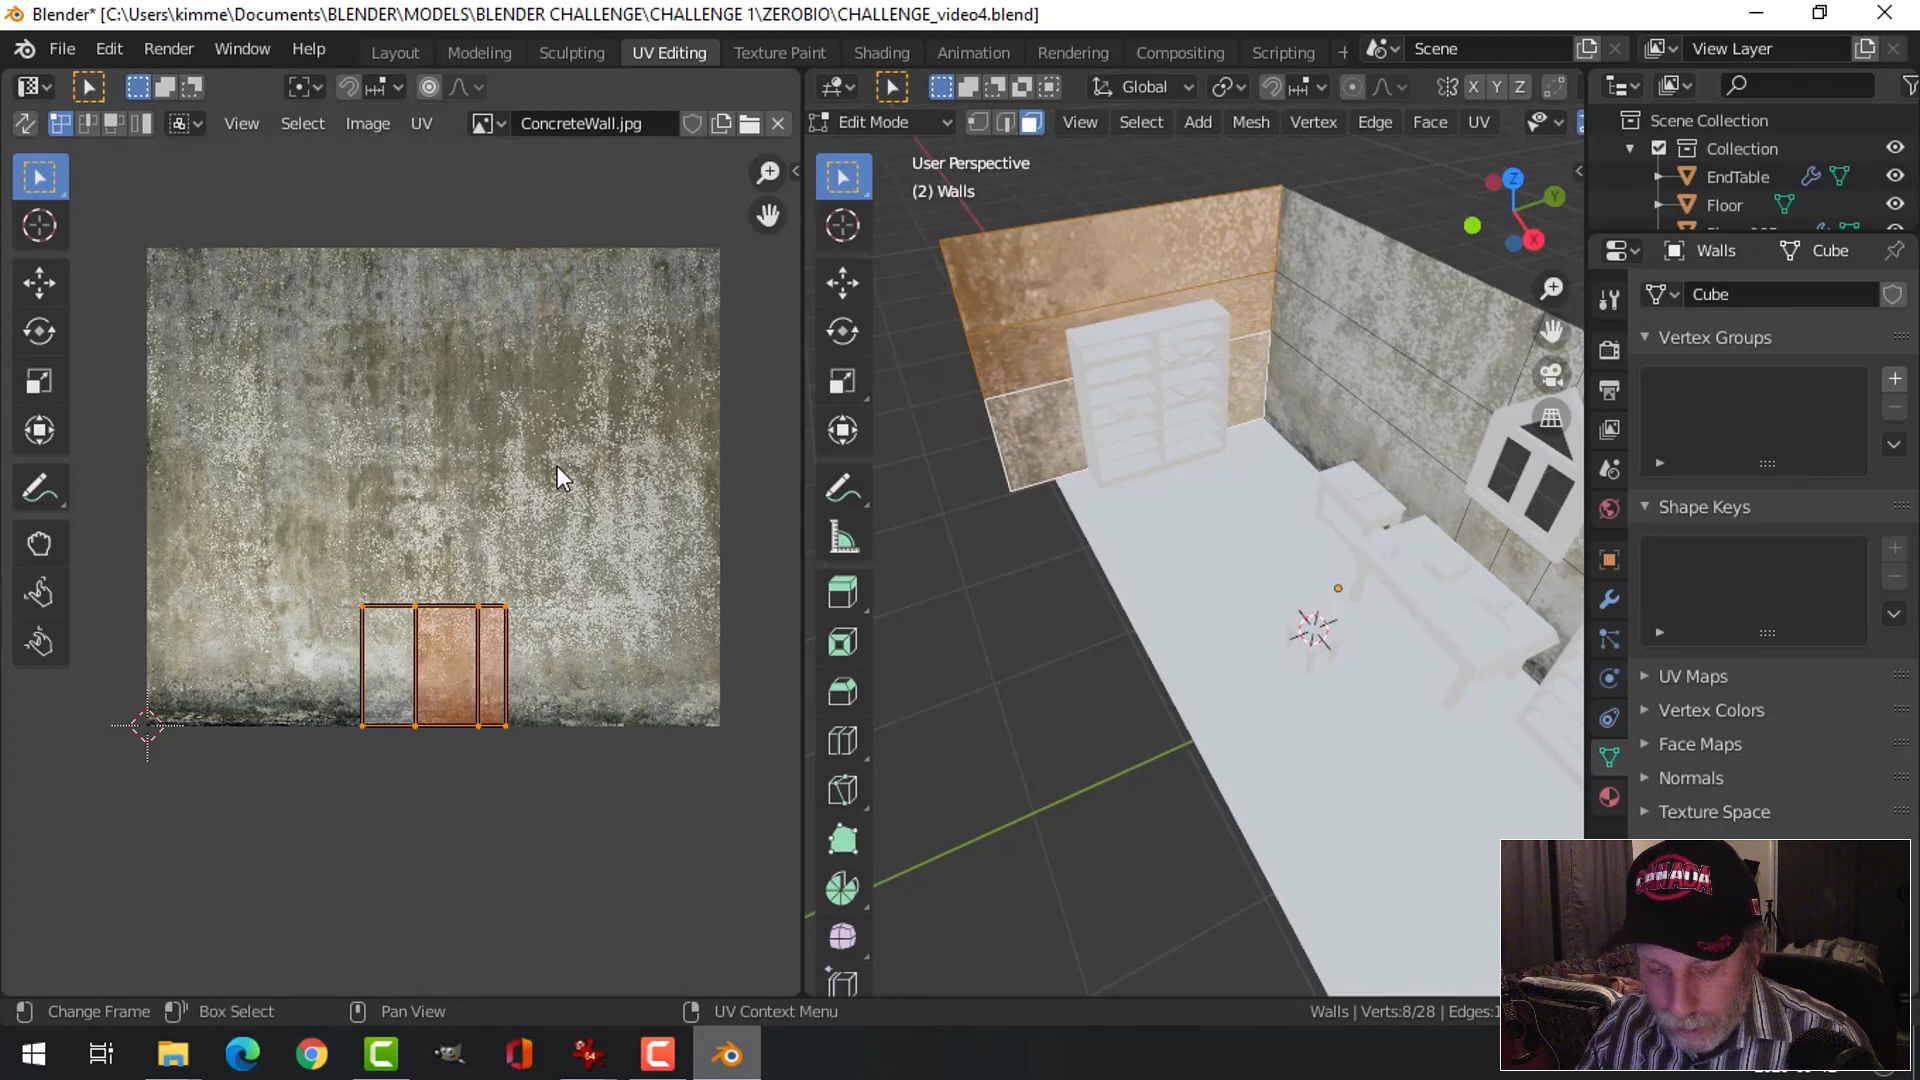 Blender* [C:\Users\kimme\Documents\BLENDER\MODELS\BLENDER CHALLENGE\CHALLENGE 1\ZEROBIO\CHALLENGE_video4.blend]
File Edit Render Window Help Layout Modeling Sculpting UV Editing Texture Paint Shading Animation Rendering Compositing Scripting + Scene View Layer
Global X Y Z
View Select Image UV ConcreteWall.jpg Edit Mode View Select Add Mesh Vertex Edge Face UV
Scene Collection
Collection
EndTable
Floor
User Perspective
(2) Walls
Z
Y
X
Walls Cube
Cube
Vertex Groups
Shape Keys
UV Maps
Vertex Colors
Face Maps
Normals
Texture Space
CANADA
Change Frame Box Select Pan View UV Context Menu Walls | Verts:8/28 | Edges:1
64